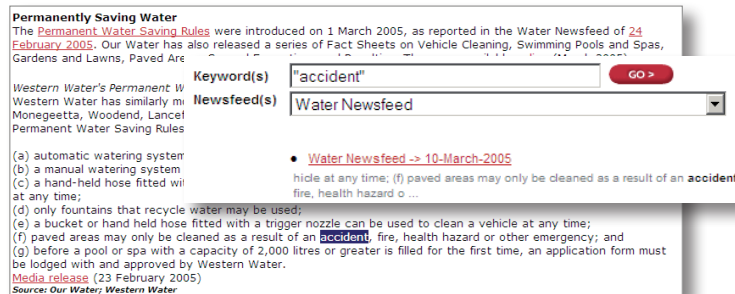 Permanently Saving Water
The Permanent Water Saving Rules were introduced on 1 March 2005, as reported in the Water Newsfeed of 24
February 2005. Our Water has also released a series of Fact Sheets on Vehicle Cleaning, Swimming Pools and Spas,
Gardens and Lawns, Paved Are
Western Water's Permanent W
Western Water has similarly m
Monegeetta, Woodend, Lancef
Permanent Water Saving Rules
Keyword(s) "accident" GO >
Newsfeed(s) Water Newsfeed
• Water Newsfeed -> 10-March-2005
hicle at any time; (f) paved areas may only be cleaned as a result of an accident
fire, health hazard o ...
(a) automatic watering system
(b) a manual watering system
(c) a hand-held hose fitted wit
at any time;
(d) only fountains that recycle water may be used;
(e) a bucket or hand held hose fitted with a trigger nozzle can be used to clean a vehicle at any time;
(f) paved areas may only be cleaned as a result of an accident, fire, health hazard or other emergency; and
(g) before a pool or spa with a capacity of 2,000 litres or greater is filled for the first time, an application form must
be lodged with and approved by Western Water.
Media release (23 February 2005)
Source: Our Water; Western Water